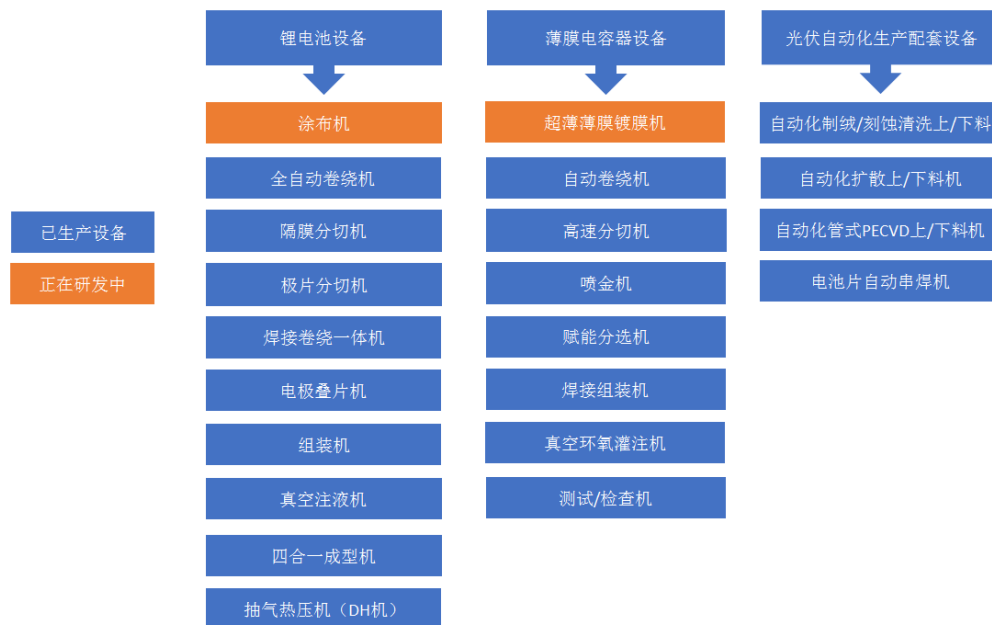 锂电池设备
薄膜电容器设备
光伏自动化生产配套设备
涂布机
超薄薄膜镀膜机
自动化制绒/刻蚀清洗上/下料
全自动卷绕机
自动卷绕机
自动化扩散上/下料机
已生产设备
隔膜分切机
高速分切机
自动化管式PECVD上/下料机
正在研发中
极片分切机
喷金机
电池片自动串焊机
焊接卷绕一体机
赋能分选机
电极叠片机
焊接组装机
组装机
真空环氧灌注机
真空注液机
测试/检查机
四合一成型机
抽气热压机（DH机）